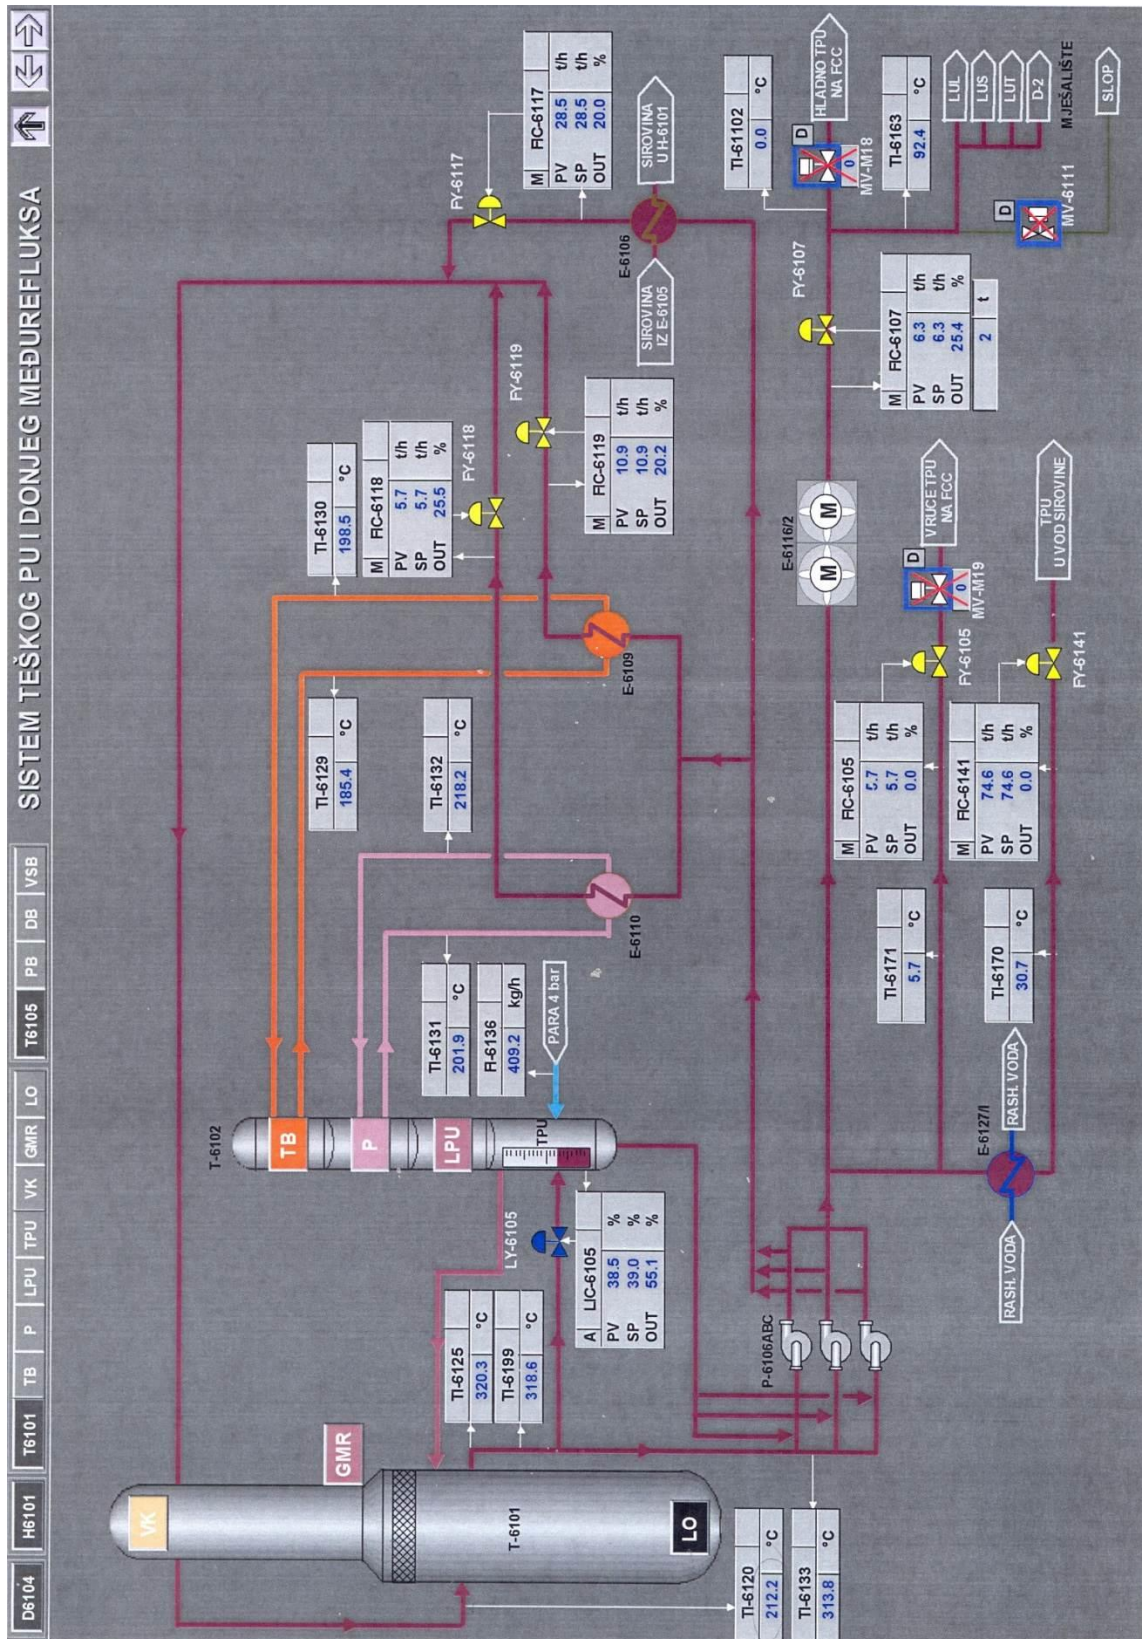 D6104 H6101 T6101 TB P LPU TPU VK GMR LO T6105 PB DB VSB
SISTEM TEŠKOG PU I DONJEG MEĐUREFLUKSA
VK
GMR
T-6101
LO
TI-6120
212.2 °C
TI-6133
313.8 °C
TI-6125
320.3 °C
TI-6199
318.6 °C
LY-6105
A LIC-6105
PV 38.5 %
SP 39.0 %
OUT 55.1 %
P-6106ABC
T-6102
TB
P
LPU
TPU
TI-6131
201.9 °C
FI-6136
409.2 kg/h
PARA 4 bar
TI-6129
185.4 °C
TI-6132
218.2 °C
E-6110
E-6109
TI-6130
198.5 °C
M FIC-6118
PV 5.7 t/h
SP 5.7 t/h
OUT 25.5 %
FY-6118
FY-6119
M FIC-6119
PV 10.9 t/h
SP 10.9 t/h
OUT 20.2 %
FY-6117
M FIC-6117
PV 28.5 t/h
SP 28.5 t/h
OUT 20.0 %
E-6106
SIROVINA
IZ E-6105
SIROVINA
U H-6101
TI-61102
0.0 °C
HLADNO TPU
NA FCC
D
0
MV-M18
TI-6163
92.4 °C
LUL
LUS
LUT
D-2
MJEŠALIŠTE
SLOP
D
MV-6111
FY-6107
M FIC-6107
PV 6.3 t/h
SP 6.3 t/h
OUT 25.4 %
2 t
E-6116/2
M M
VRUĆE TPU
NA FCC
D
0
MV-M19
FY-6105
M FIC-6105
PV 5.7 t/h
SP 5.7 t/h
OUT 0.0 %
TPU
U VOD SIROVINE
FY-6141
M FIC-6141
PV 74.6 t/h
SP 74.6 t/h
OUT 0.0 %
TI-6171
5.7 °C
TI-6170
30.7 °C
E-6127/I
RASH. VODA
RASH. VODA